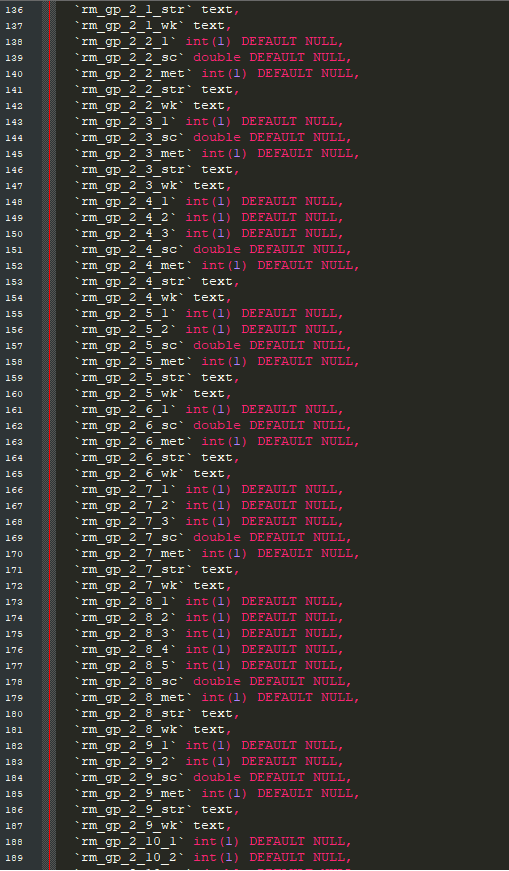 136 `rm_gp_2_1_str` text,
137 `rm_gp_2_1_wk` text,
138 `rm_gp_2_2_1` int(1) DEFAULT NULL,
139 `rm_gp_2_2_sc` double DEFAULT NULL,
140 `rm_gp_2_2_met` int(1) DEFAULT NULL,
141 `rm_gp_2_2_str` text,
142 `rm_gp_2_2_wk` text,
143 `rm_gp_2_3_1` int(1) DEFAULT NULL,
144 `rm_gp_2_3_sc` double DEFAULT NULL,
145 `rm_gp_2_3_met` int(1) DEFAULT NULL,
146 `rm_gp_2_3_str` text,
147 `rm_gp_2_3_wk` text,
148 `rm_gp_2_4_1` int(1) DEFAULT NULL,
149 `rm_gp_2_4_2` int(1) DEFAULT NULL,
150 `rm_gp_2_4_3` int(1) DEFAULT NULL,
151 `rm_gp_2_4_sc` double DEFAULT NULL,
152 `rm_gp_2_4_met` int(1) DEFAULT NULL,
153 `rm_gp_2_4_str` text,
154 `rm_gp_2_4_wk` text,
155 `rm_gp_2_5_1` int(1) DEFAULT NULL,
156 `rm_gp_2_5_2` int(1) DEFAULT NULL,
157 `rm_gp_2_5_sc` double DEFAULT NULL,
158 `rm_gp_2_5_met` int(1) DEFAULT NULL,
159 `rm_gp_2_5_str` text,
160 `rm_gp_2_5_wk` text,
161 `rm_gp_2_6_1` int(1) DEFAULT NULL,
162 `rm_gp_2_6_sc` double DEFAULT NULL,
163 `rm_gp_2_6_met` int(1) DEFAULT NULL,
164 `rm_gp_2_6_str` text,
165 `rm_gp_2_6_wk` text,
166 `rm_gp_2_7_1` int(1) DEFAULT NULL,
167 `rm_gp_2_7_2` int(1) DEFAULT NULL,
168 `rm_gp_2_7_3` int(1) DEFAULT NULL,
169 `rm_gp_2_7_sc` double DEFAULT NULL,
170 `rm_gp_2_7_met` int(1) DEFAULT NULL,
171 `rm_gp_2_7_str` text,
172 `rm_gp_2_7_wk` text,
173 `rm_gp_2_8_1` int(1) DEFAULT NULL,
174 `rm_gp_2_8_2` int(1) DEFAULT NULL,
175 `rm_gp_2_8_3` int(1) DEFAULT NULL,
176 `rm_gp_2_8_4` int(1) DEFAULT NULL,
177 `rm_gp_2_8_5` int(1) DEFAULT NULL,
178 `rm_gp_2_8_sc` double DEFAULT NULL,
179 `rm_gp_2_8_met` int(1) DEFAULT NULL,
180 `rm_gp_2_8_str` text,
181 `rm_gp_2_8_wk` text,
182 `rm_gp_2_9_1` int(1) DEFAULT NULL,
183 `rm_gp_2_9_2` int(1) DEFAULT NULL,
184 `rm_gp_2_9_sc` double DEFAULT NULL,
185 `rm_gp_2_9_met` int(1) DEFAULT NULL,
186 `rm_gp_2_9_str` text,
187 `rm_gp_2_9_wk` text,
188 `rm_gp_2_10_1` int(1) DEFAULT NULL,
189 `rm_gp_2_10_2` int(1) DEFAULT NULL,